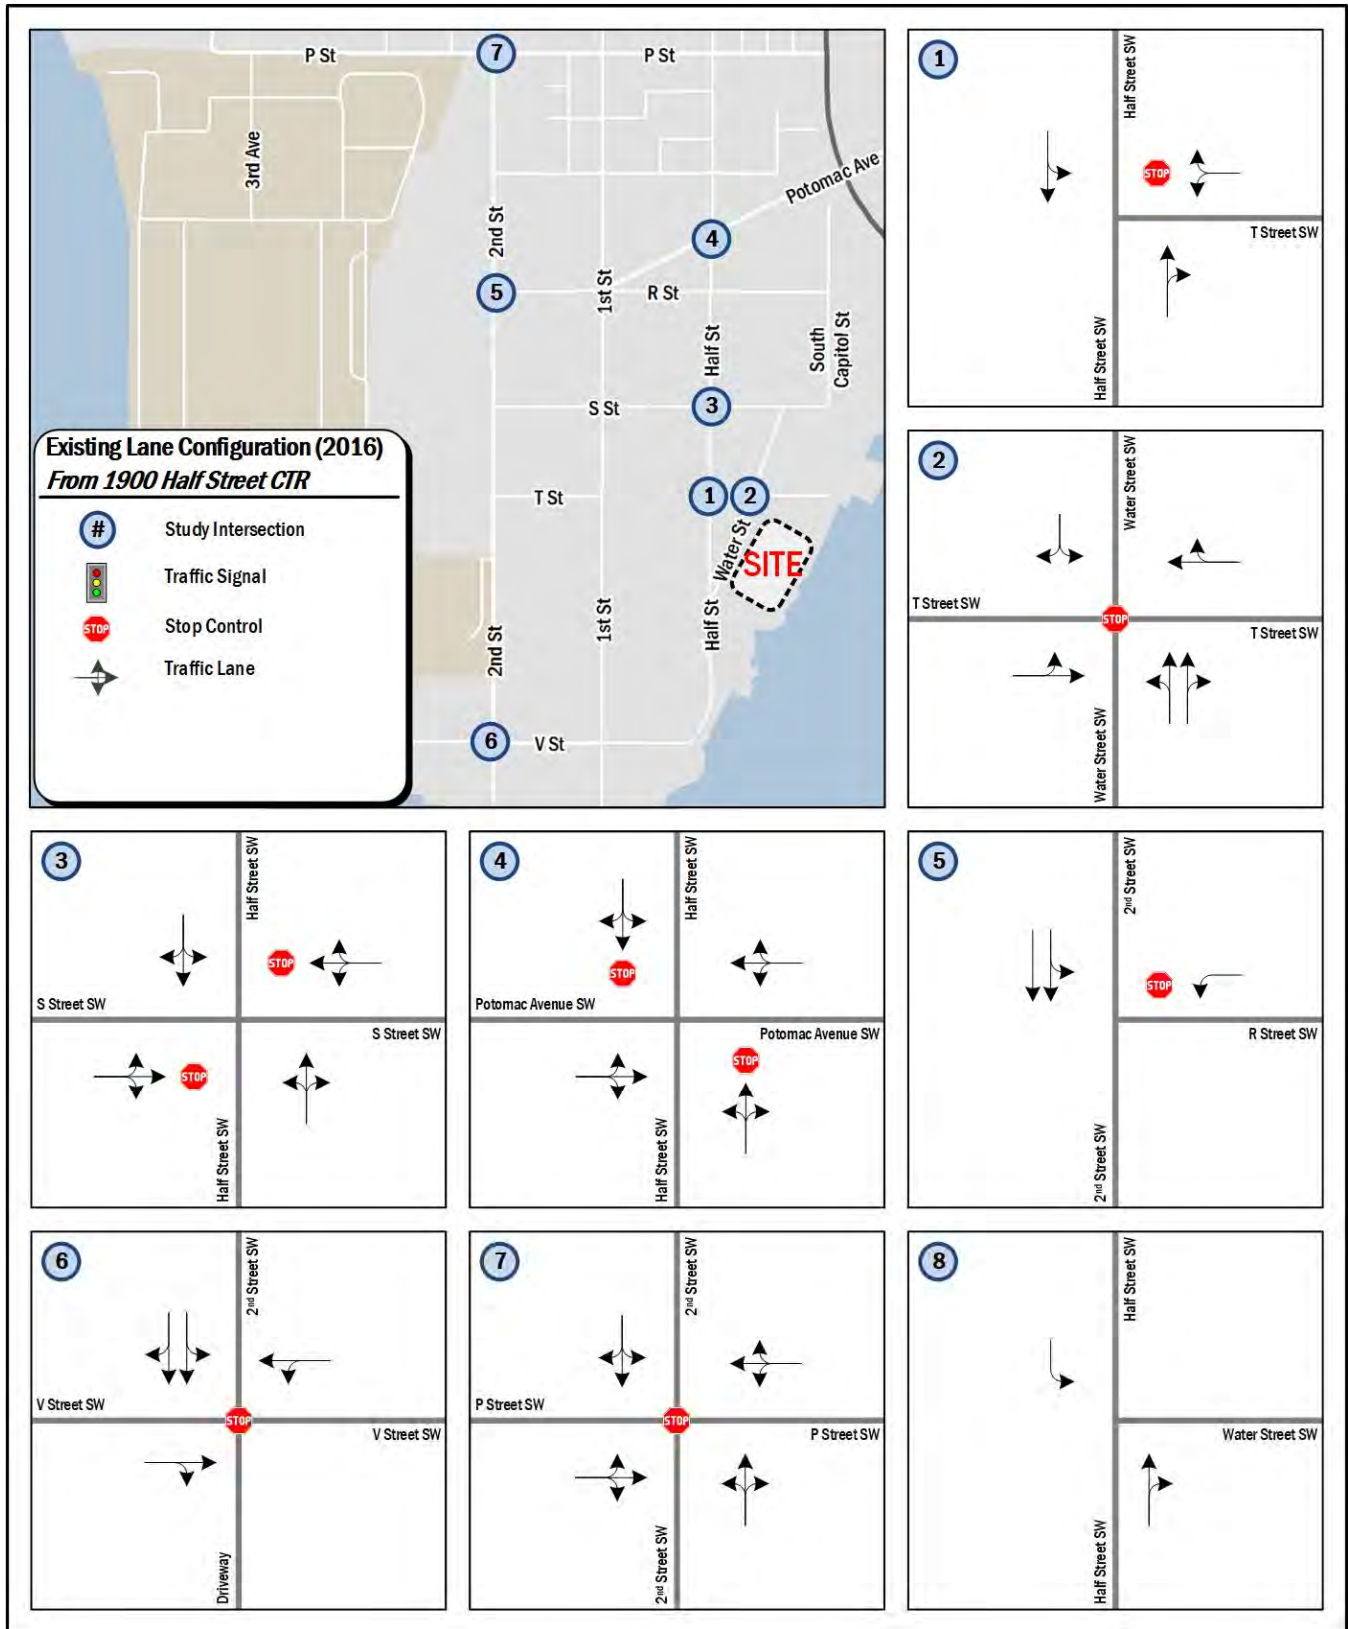 7
P St
P St
3rd Ave
Potomac Ave
2nd St
4
5
1st St
R St
Half St
South
Capitol St
S St
3
T St
1
2
Water St
SITE
1st St
Half St
2nd St
6
V St
Existing Lane Configuration (2016)
From 1900 Half Street CTR
# Study Intersection
Traffic Signal
STOP Stop Control
Traffic Lane
1
Half Street SW
STOP
T Street SW
Half Street SW
2
Water Street SW
T Street SW
STOP
T Street SW
Water Street SW
3
Half Street SW
STOP
S Street SW
S Street SW
STOP
Half Street SW
4
Half Street SW
STOP
Potomac Avenue SW
Potomac Avenue SW
STOP
Half Street SW
5
2nd Street SW
STOP
R Street SW
2nd Street SW
6
2nd Street SW
V Street SW
STOP
V Street SW
Driveway
7
2nd Street SW
P Street SW
STOP
P Street SW
2nd Street SW
8
Half Street SW
Water Street SW
Half Street SW